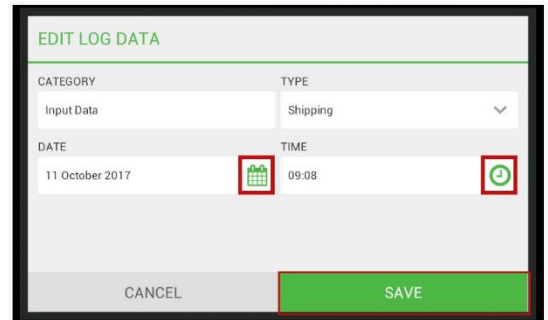 EDIT LOG DATA
CATEGORY TYPE
Input Data Shipping
DATE TIME
11 October 2017 09:08
CANCEL SAVE